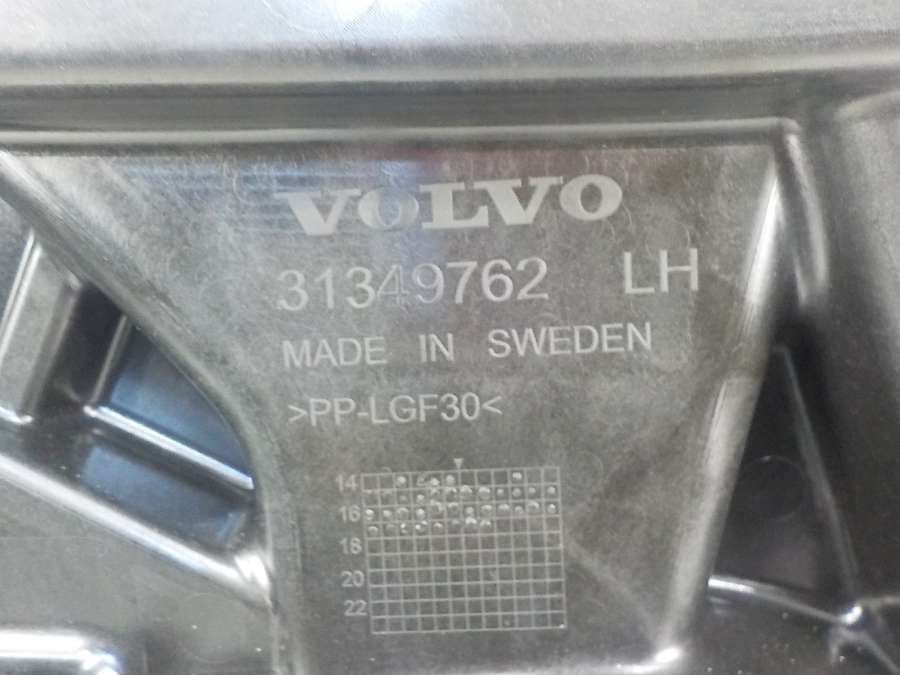 VOLVO
31349762 LH
MADE IN SWEDEN
>PP-LGF30<
14
16
18
20
22